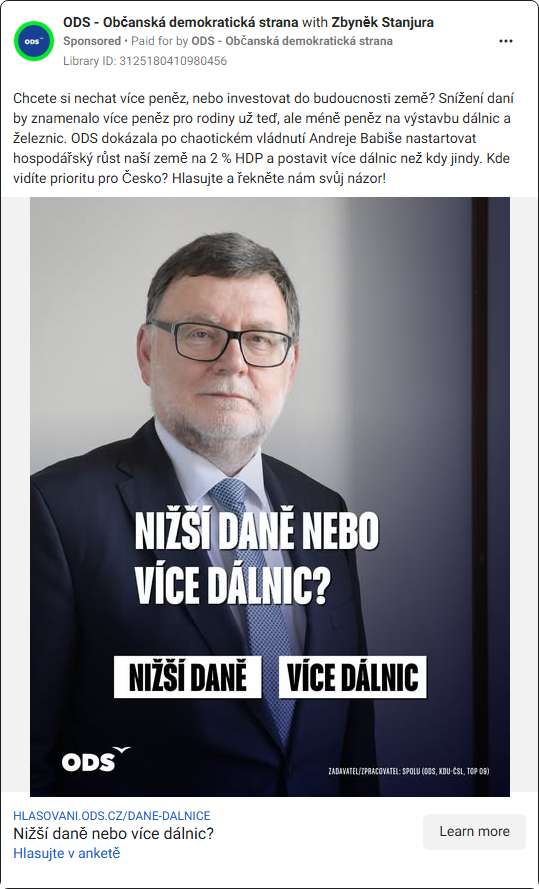 ODS - Občanská demokratická strana with Zbyněk Stanjura
Sponsored • Paid for by ODS - Občanská demokratická strana
Library ID: 3125180410980456
ODS
Chcete si nechat více peněz, nebo investovat do budoucnosti země? Snížení daní
by znamenalo více peněz pro rodiny už teď, ale méně peněz na výstavbu dálnic a
železnic. ODS dokázala po chaotickém vládnutí Andreje Babiše nastartovat
hospodářský růst naší země na 2 % HDP a postavit více dálnic než kdy jindy. Kde
vidíte prioritu pro Česko? Hlasujte a řekněte nám svůj názor!
NIŽŠÍ DANĚ NEBO
VÍCE DÁLNIC?
NIŽŠÍ DANĚ VÍCE DÁLNIC
ODS
ZADAVATEL/ZPRACOVATEL: SPOLU (ODS, KDU-ČSL, TOP 09)
HLASOVANI.ODS.CZ/DANE-DALNICE
Nižší daně nebo více dálnic?
Hlasujte v anketě
Learn more